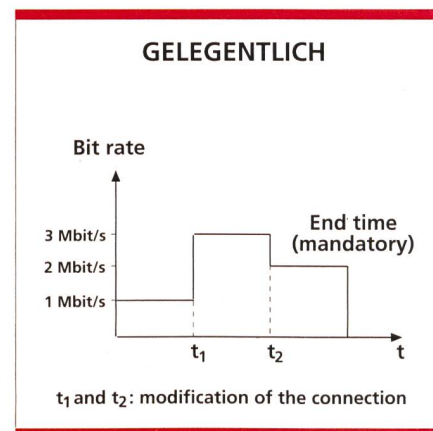 GELEGENTLICH
Bit rate
End time
(mandatory)
3 Mbit/s
2 Mbit/s
1 Mbit/s
t₁
t₂
t
t₁ and t₂: modification of the connection